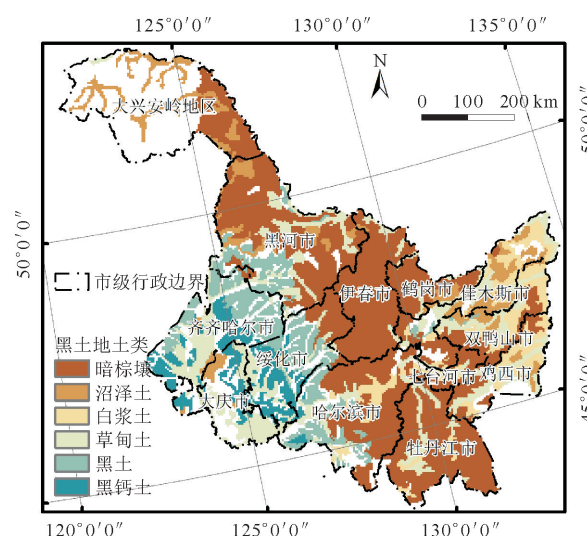 125°0′0″
130°0′0″
135°0′0″
N
0 100 200 km
大兴安岭地区
50°0′0″
50°0′0″
黑河市
市级行政边界
伊春市
鹤岗市
佳木斯市
齐齐哈尔市
双鸭山市
黑土地土类
绥化市
七台河市
鸡西市
暗棕壤
沼泽土
大庆市
哈尔滨市
45°0′0″
白浆土
草甸土
牡丹江市
黑土
黑钙土
120°0′0″
125°0′0″
130°0′0″